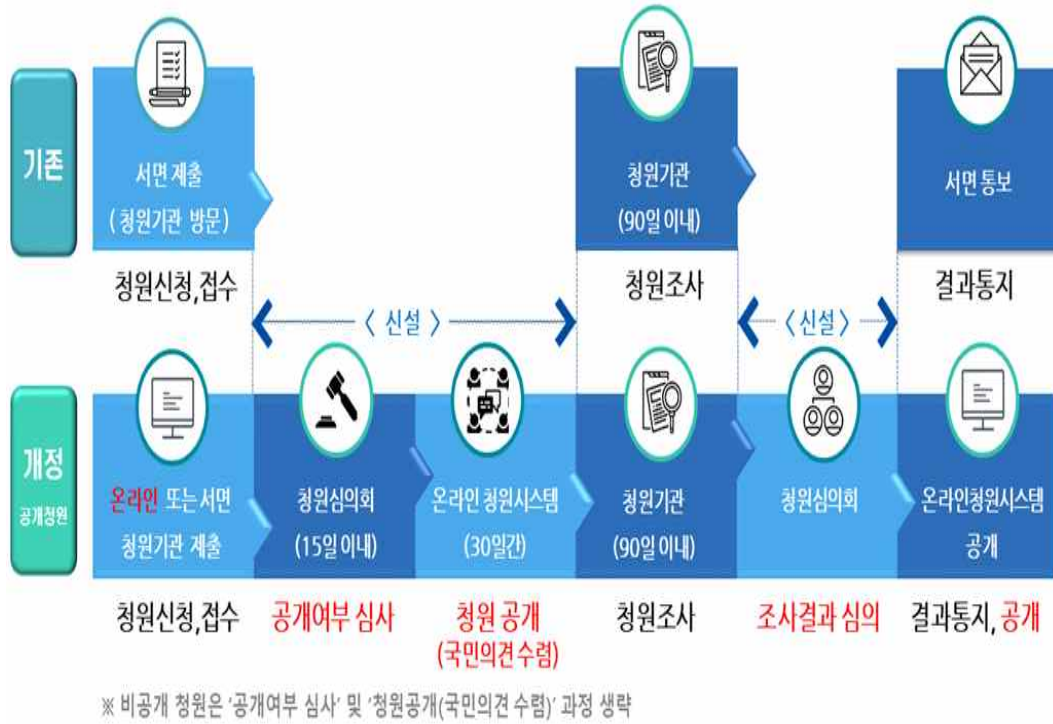 기존
서면 제출
( 청원기관 방문)
청원신청,접수
청원기관
(90일 이내)
청원조사
서면 통보
결과통지
〈 신설 〉
〈 신설 〉
개정
공개청원
온라인 또는 서면
청원기관 제출
청원신청,접수
청원심의회
(15일 이내)
공개여부 심사
온라인 청원시스템
(30일간)
청원 공개
(국민의견 수렴)
청원기관
(90일 이내)
청원조사
청원심의회
조사결과 심의
온라인청원시스템
공개
결과통지, 공개
※ 비공개 청원은 '공개여부 심사' 및 '청원공개(국민의견 수렴)' 과정 생략